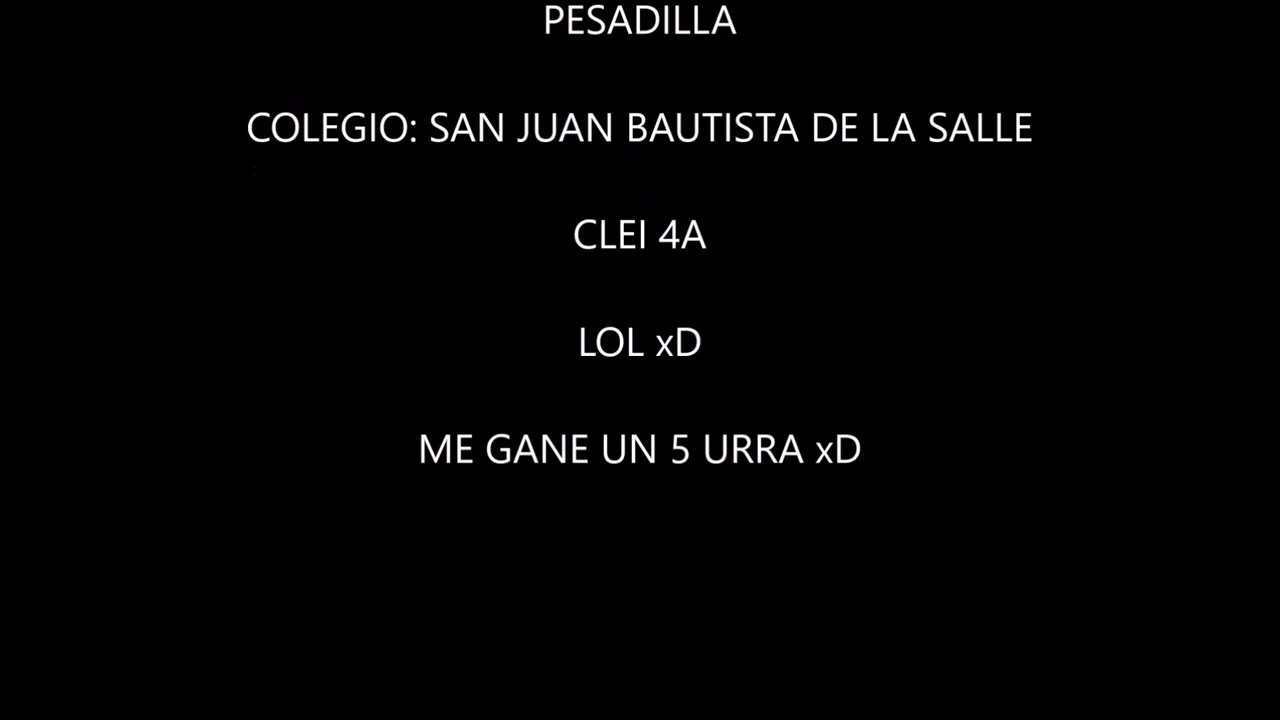 PESADILLA
COLEGIO: SAN JUAN BAUTISTA DE LA SALLE
CLEI 4A
LOL xD
ME GANE UN 5 URRA xD